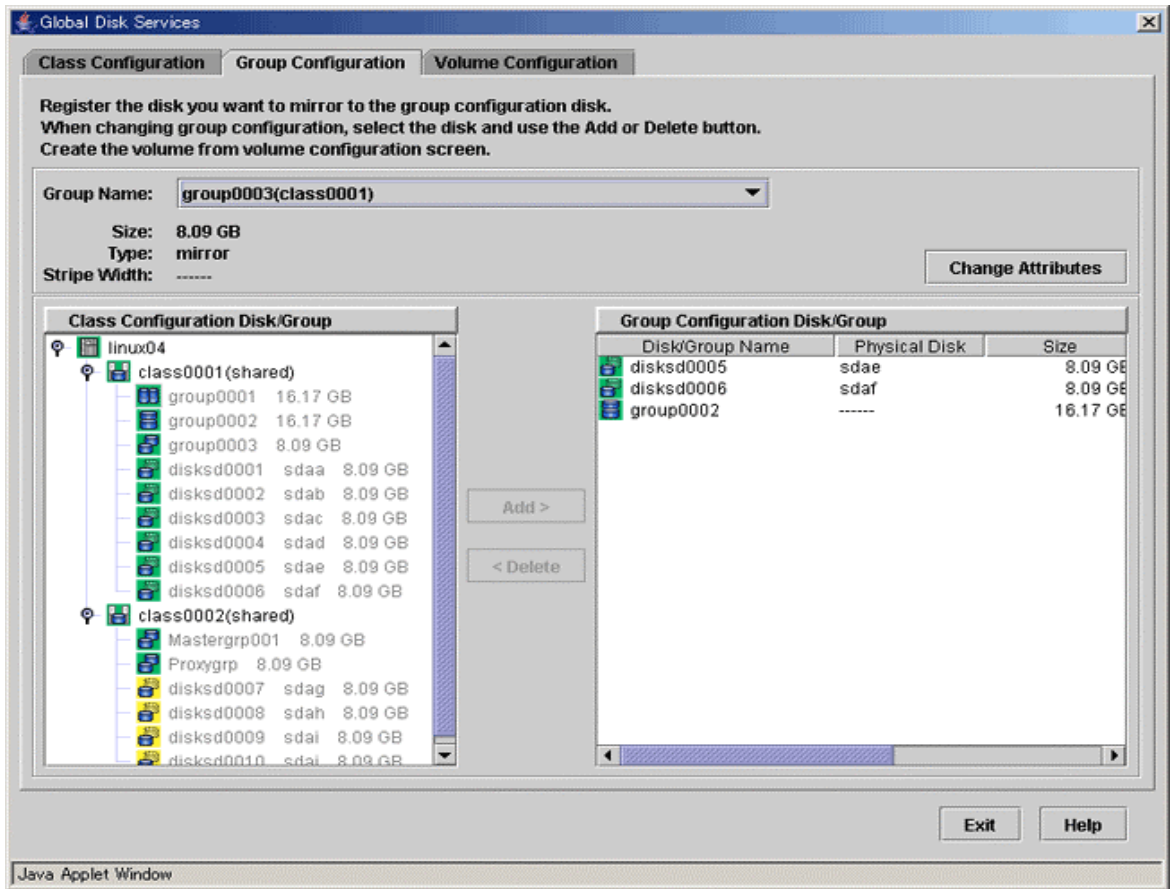 Global Disk Services
Class Configuration Group Configuration Volume Configuration
Register the disk you want to mirror to the group configuration disk.
When changing group configuration, select the disk and use the Add or Delete button.
Create the volume from volume configuration screen.
Group Name: group0003(class0001)
Size: 8.09 GB
Type: mirror
Stripe Width: ------
Change Attributes
Class Configuration Disk/Group
linux04
class0001(shared)
group0001 16.17 GB
group0002 16.17 GB
group0003 8.09 GB
disksd0001 sdaa 8.09 GB
disksd0002 sdab 8.09 GB
disksd0003 sdac 8.09 GB
disksd0004 sdad 8.09 GB
disksd0005 sdae 8.09 GB
disksd0006 sdaf 8.09 GB
class0002(shared)
Mastergrp001 8.09 GB
Proxygrp 8.09 GB
disksd0007 sdag 8.09 GB
disksd0008 sdah 8.09 GB
disksd0009 sdai 8.09 GB
disksd0010 sdaj 8.09 GB
Add >
< Delete
Group Configuration Disk/Group
Disk/Group Name Physical Disk Size
disksd0005 sdae 8.09 GB
disksd0006 sdaf 8.09 GB
group0002 ------ 16.17 GB
Exit Help
Java Applet Window